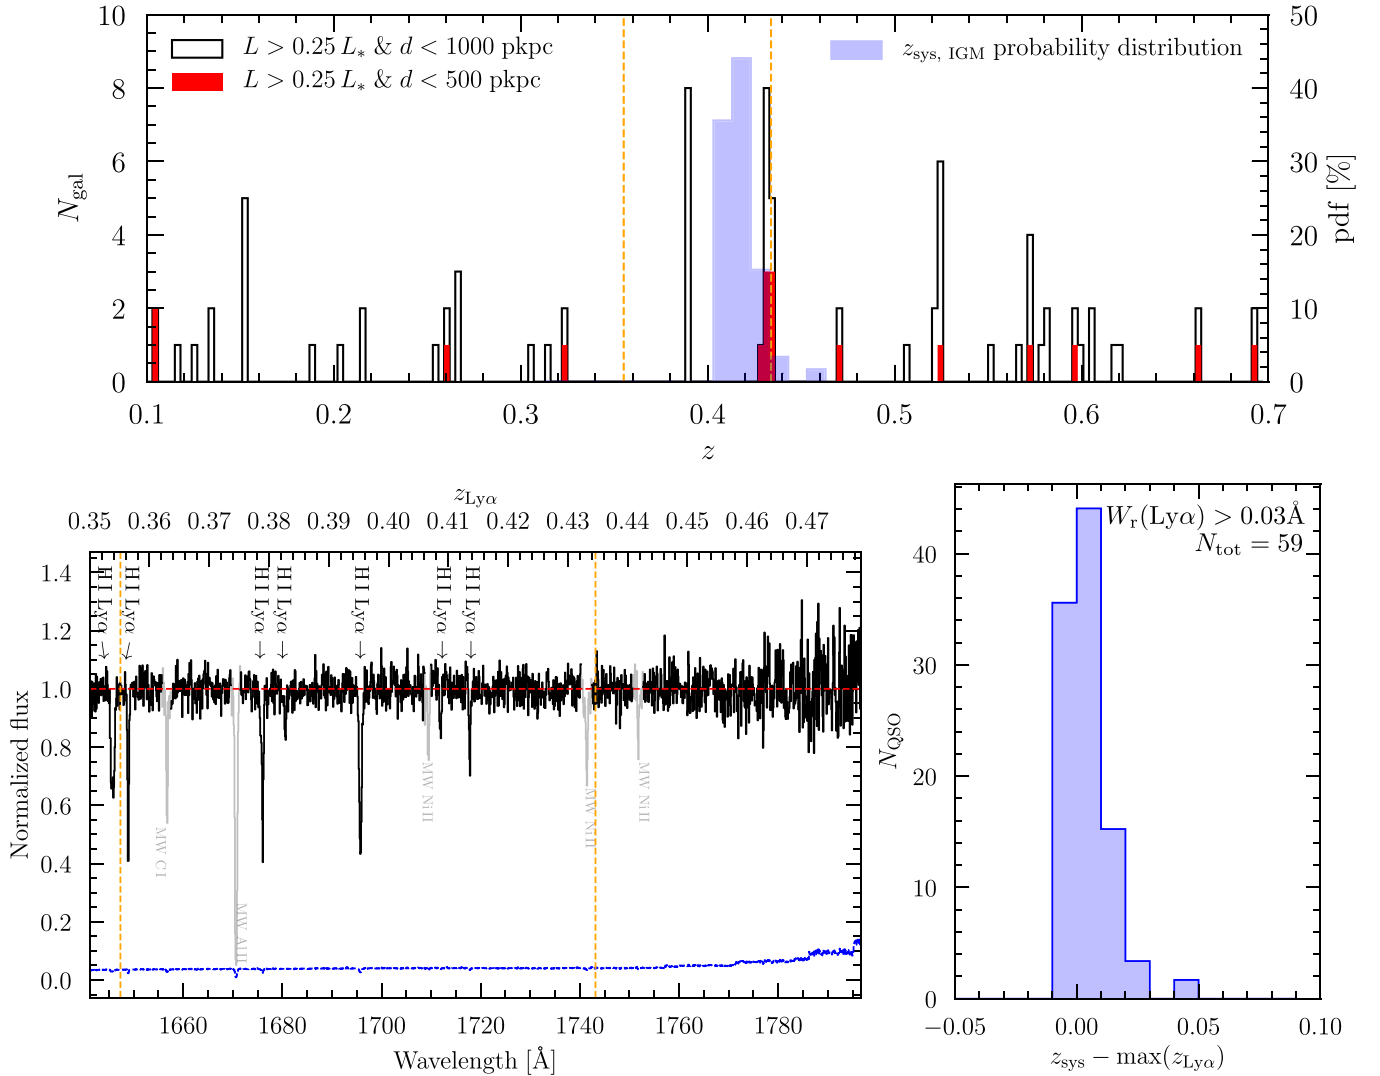 10
8
6
4
2
0
N_gal
L > 0.25 L_* & d < 1000 pkpc
L > 0.25 L_* & d < 500 pkpc
z_sys, IGM probability distribution
50
40
30
20
10
0
pdf [%]
0.1 0.2 0.3 0.4 0.5 0.6 0.7
z
z_Lyα
0.35 0.36 0.37 0.38 0.39 0.40 0.41 0.42 0.43 0.44 0.45 0.46 0.47
1.4
1.2
1.0
0.8
0.6
0.4
0.2
0.0
Normalized flux
H I Lyα
H I Lyα
H I Lyα
H I Lyα
H I Lyα
H I Lyα
H I Lyα
MW CI
MW AlII
MW NiII
MW NiII
MW NiII
1660 1680 1700 1720 1740 1760 1780
Wavelength [Å]
W_r(Lyα) > 0.03Å
N_tot = 59
40
30
20
10
0
N_QSO
−0.05 0.00 0.05 0.10
z_sys − max(z_Lyα)